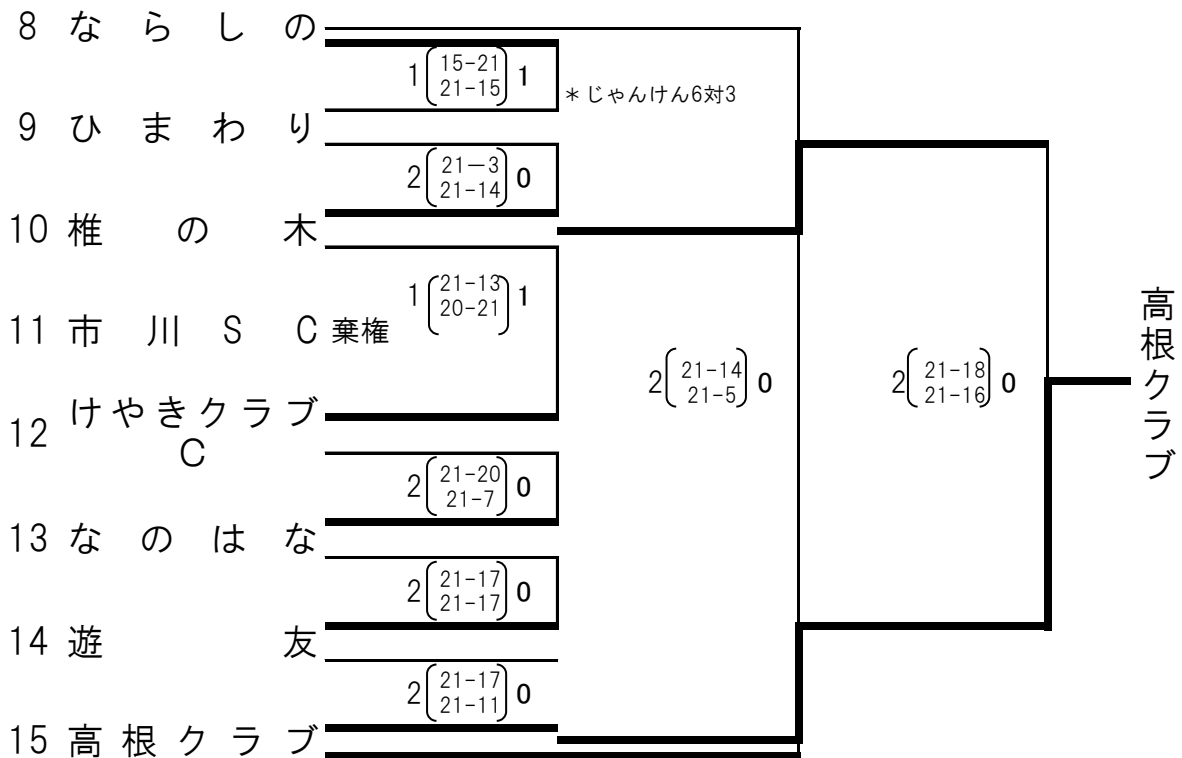 8 ならしの
1 15-21 1
21-15
＊じゃんけん6対3
9 ひまわり
2 21―3 0
21-14
10 椎の木
1 21-13 1
20-21
11 市川ＳＣ 棄権
2 21-14 0
21-5
2 21-18 0
21-16
高根クラブ
12 けやきクラブ
C
2 21-20 0
21-7
13 なのはな
2 21-17 0
21-17
14 遊友
2 21-17 0
21-11
15 高根クラブ